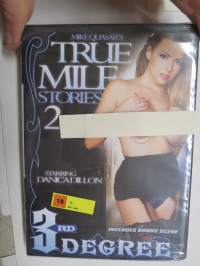 MIKE QUASAR'S
TRUE
MILF
STORIES
2
STARRING
DANICA DILLON
18
INCLUDES BONUS SCENE
3RD
DEGREE